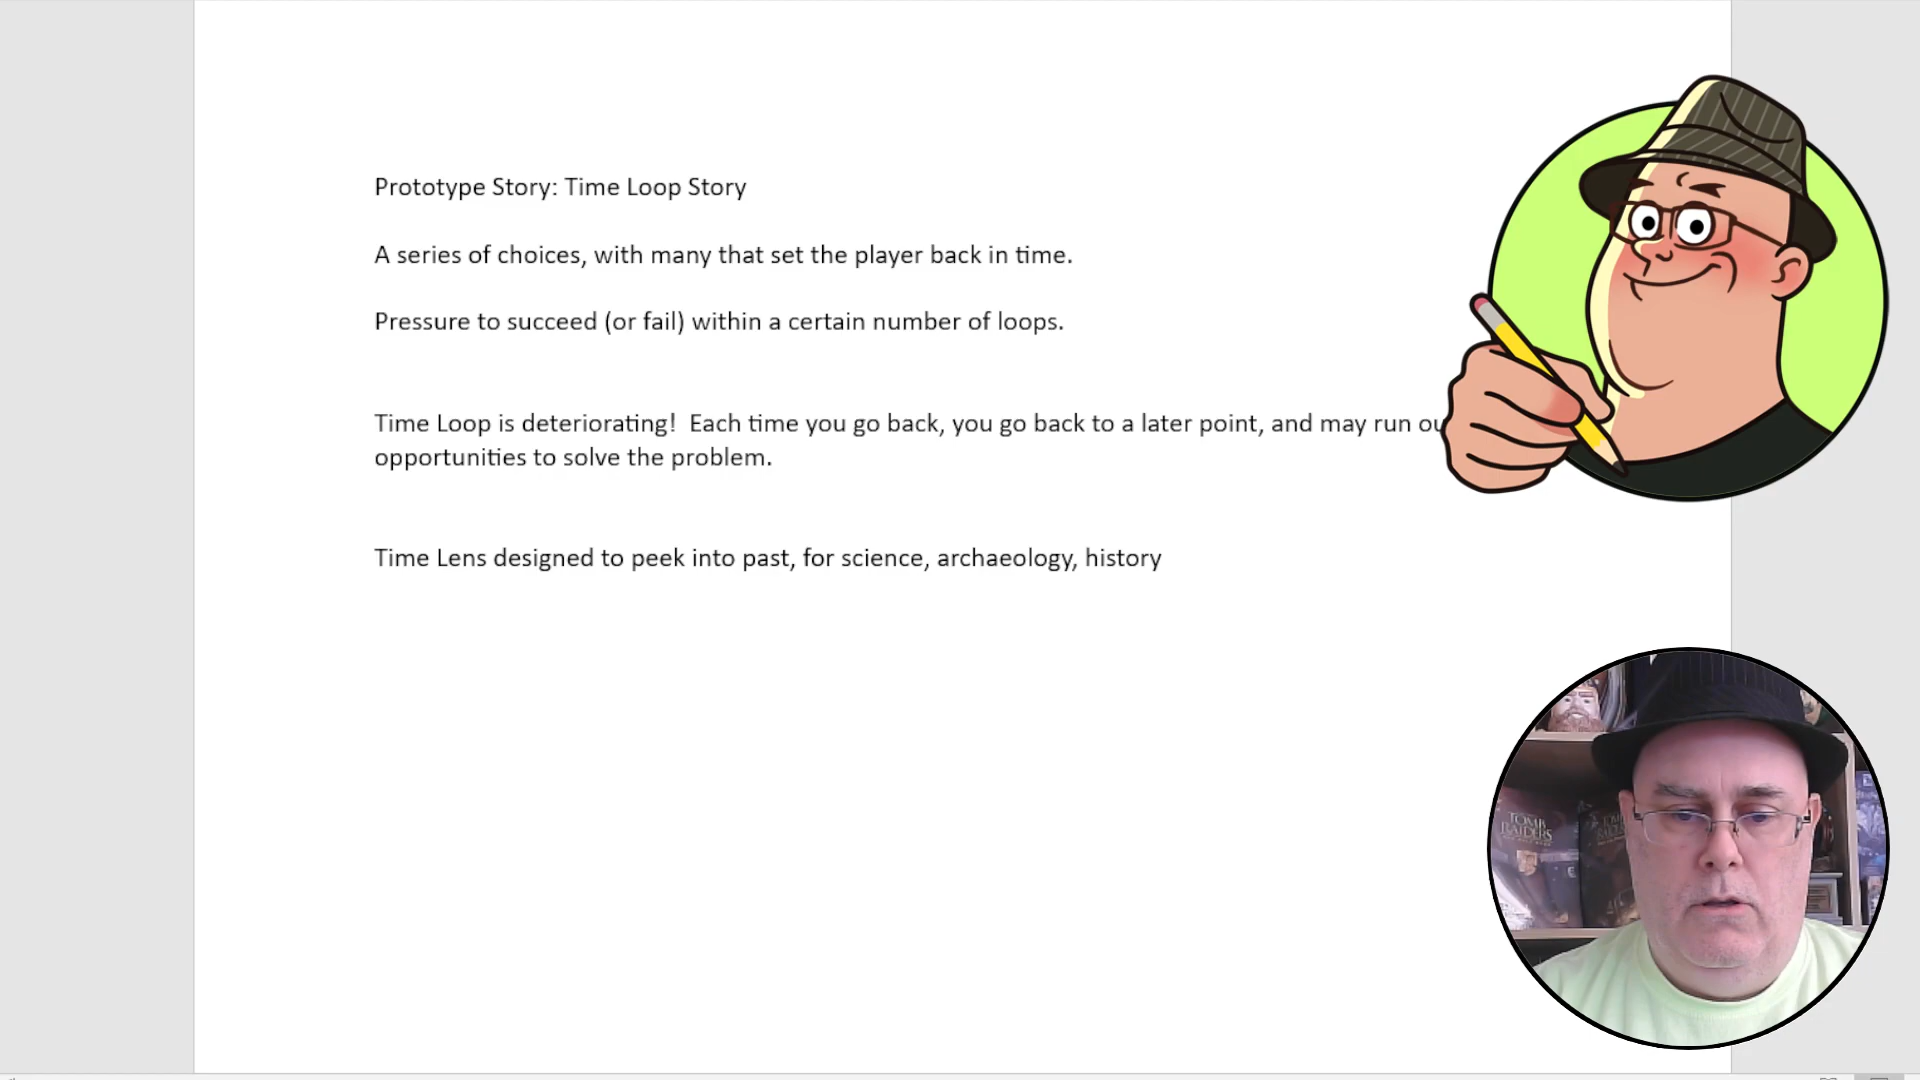 Prototype Story: Time Loop Story
A series of choices, with many that set the player back in time.
Pressure to succeed (or fail) within a certain number of loops.
Time Loop is deteriorating!  Each time you go back, you go back to a later point, and may run
opportunities to solve the problem.
Time Lens designed to peek into past, for science, archaeology, history
TOMB
RAIDERS